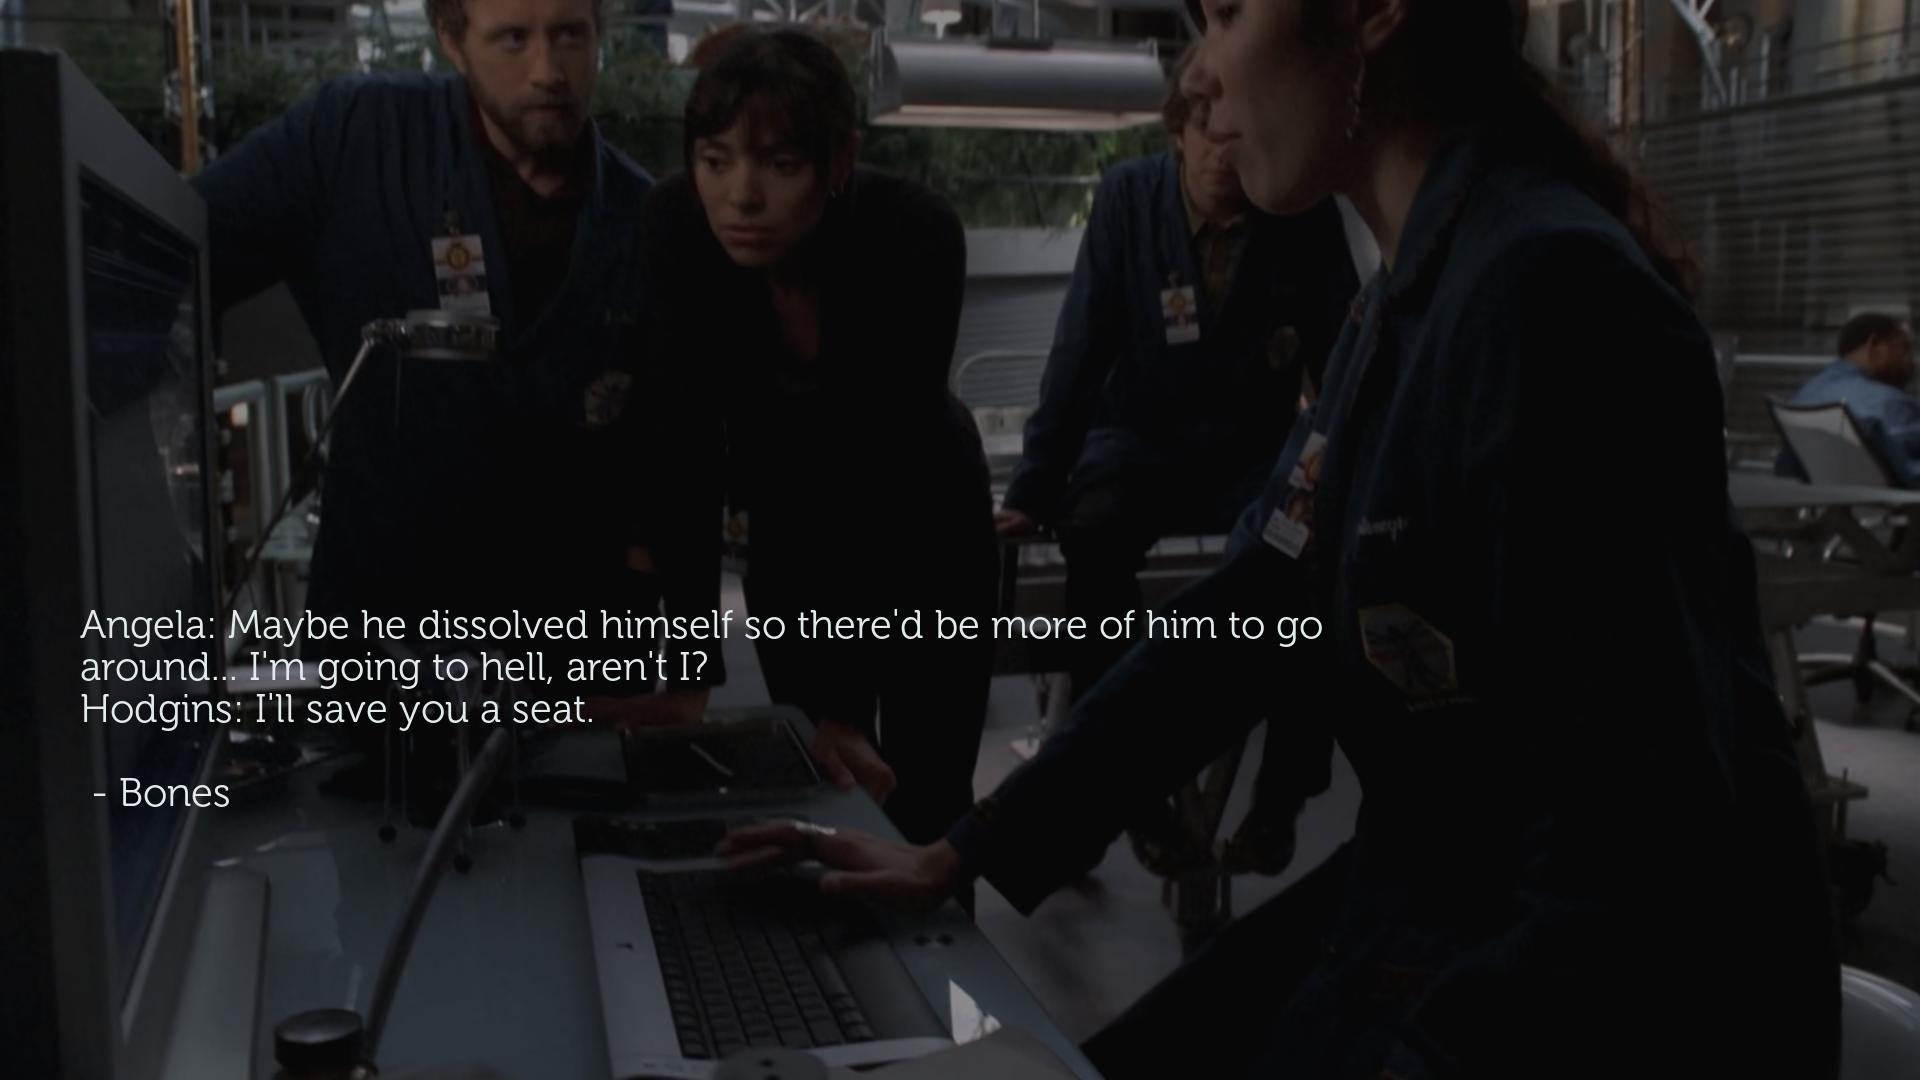 Angela: Maybe he dissolved himself so there'd be more of him to go
around... I'm going to hell, aren't I?
Hodgins: I'll save you a seat.
- Bones